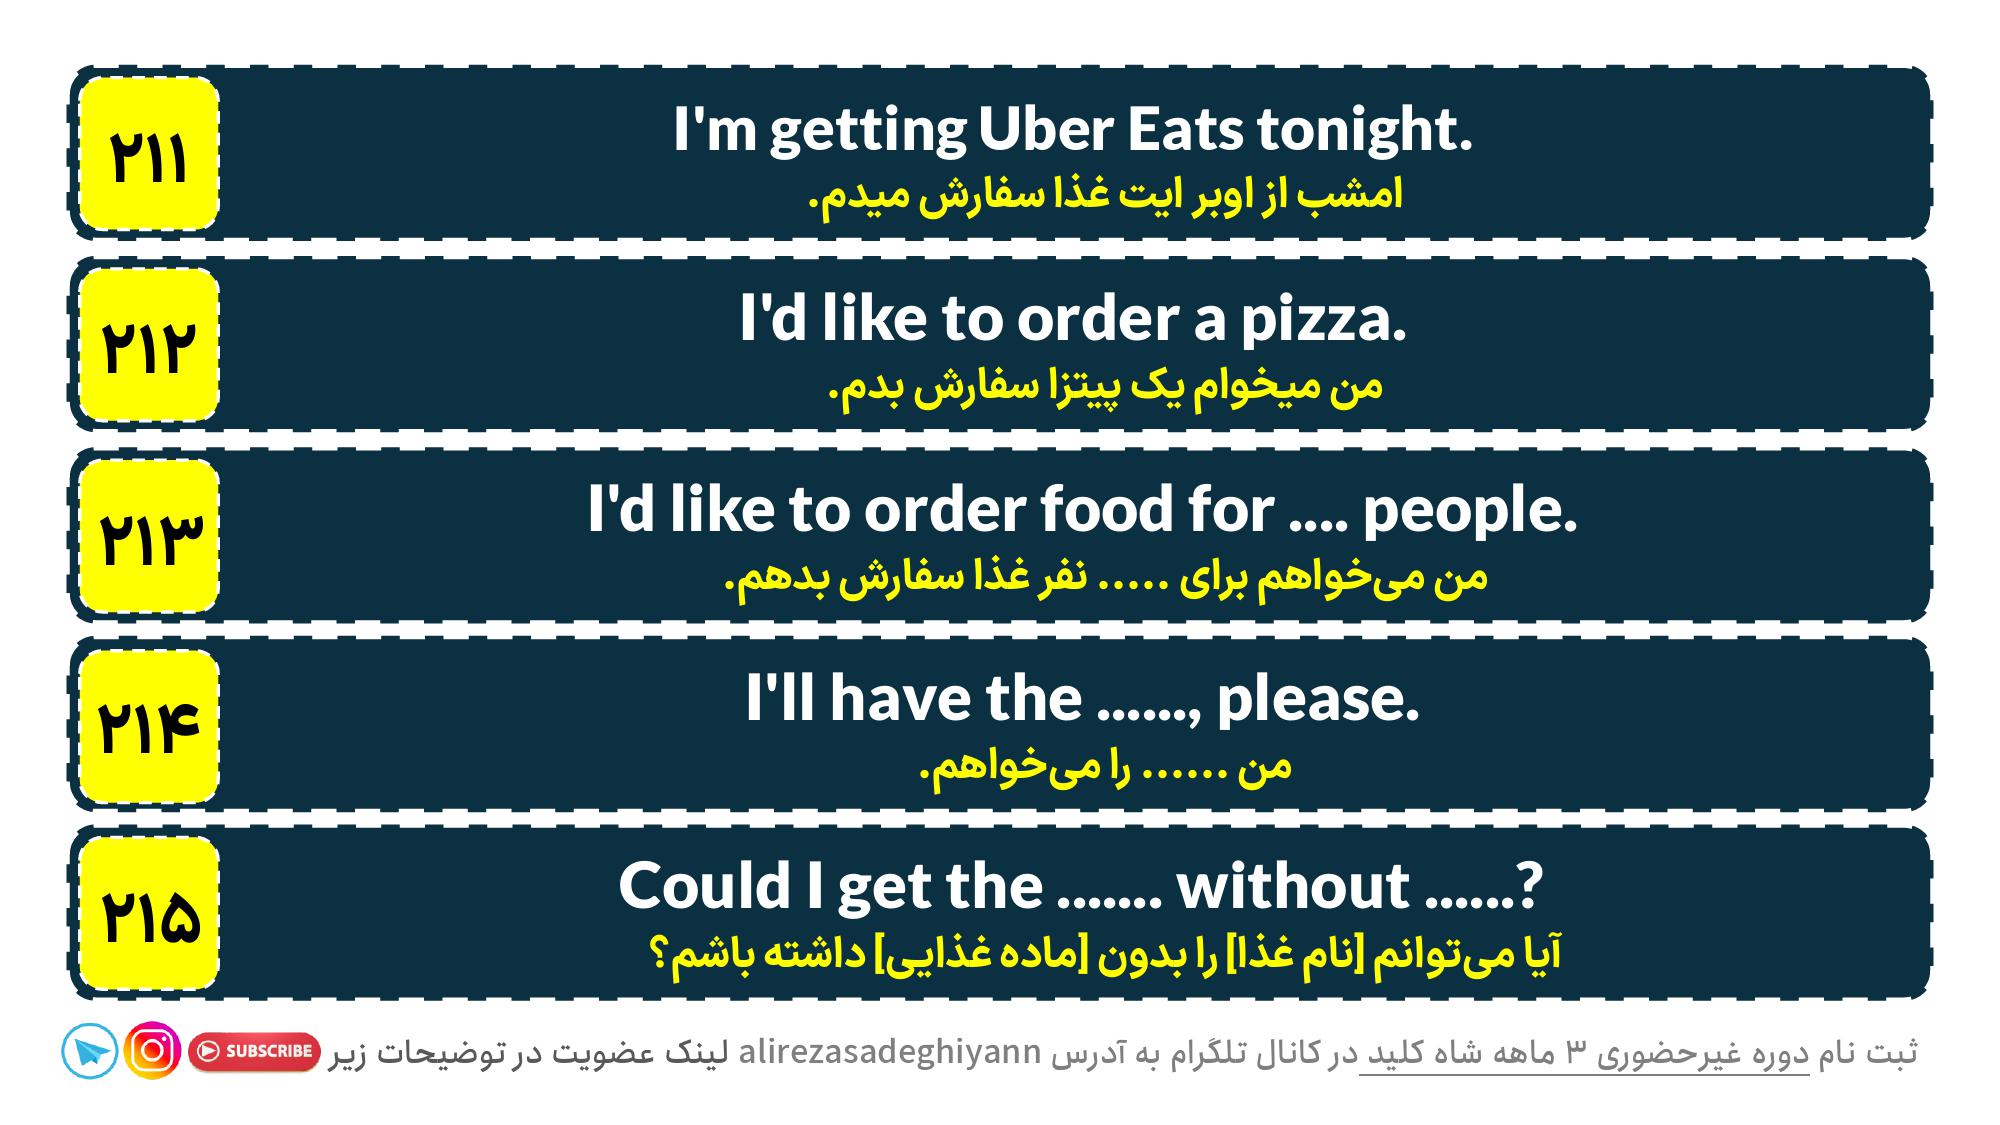 ۲۱۱
I'm getting Uber Eats tonight.
امشب از اوبر ایت غذا سفارش میدم.
۲۱۲
I'd like to order a pizza.
من میخوام یک پیتزا سفارش بدم.
۲۱۳
I'd like to order food for .... people.
من می‌خواهم برای ..... نفر غذا سفارش بدهم.
۲۱۴
I'll have the ......, please.
من ...... را می‌خواهم.
۲۱۵
Could I get the ....... without ......?
آیا می‌توانم [نام غذا] را بدون [ماده غذایی] داشته باشم؟
ثبت نام دوره غیرحضوری ۳ ماهه شاه کلید در کانال تلگرام به آدرس alirezasadeghiyann لینک عضویت در توضیحات زیر SUBSCRIBE